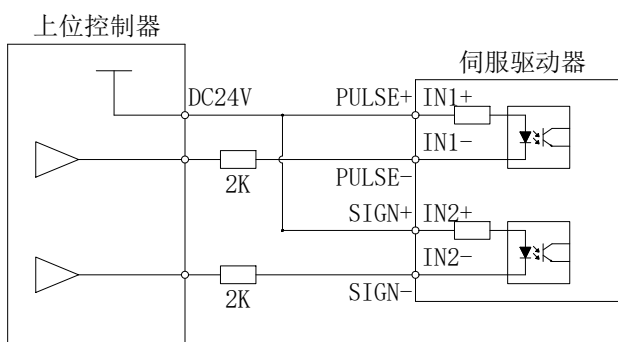 上位控制器
伺服驱动器
DC24V
PULSE+
IN1+
IN1-
2K
PULSE-
SIGN+
IN2+
IN2-
2K
SIGN-